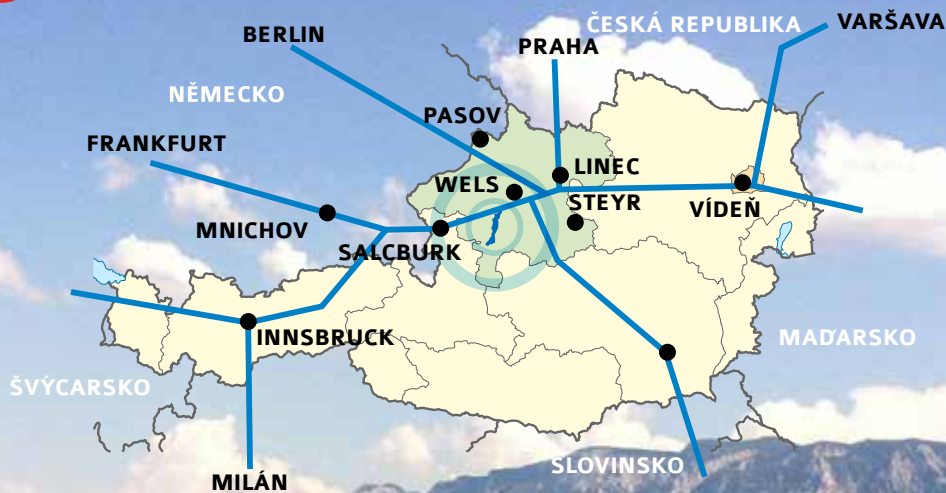 ČESKÁ REPUBLIKA
VARŠAVA
BERLIN
PRAHA
NĚMECKO
PASOV
FRANKFURT
LINEC
WELS
STEYR
VÍDEŇ
MNICHOV
SALCBURK
INNSBRUCK
MAĎARSKO
ŠVÝCARSKO
SLOVINSKO
MILÁN